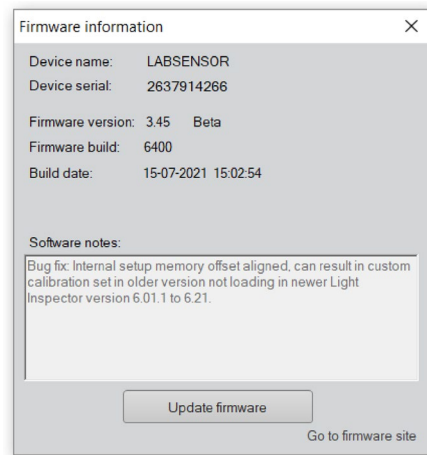 Firmware information
Device name: LABSENSOR
Device serial: 2637914266
Firmware version: 3.45 Beta
Firmware build: 6400
Build date: 15-07-2021 15:02:54
Software notes:
Bug fix: Internal setup memory offset aligned, can result in custom
calibration set in older version not loading in newer Light
Inspector version 6.01.1 to 6.21.
Update firmware
Go to firmware site